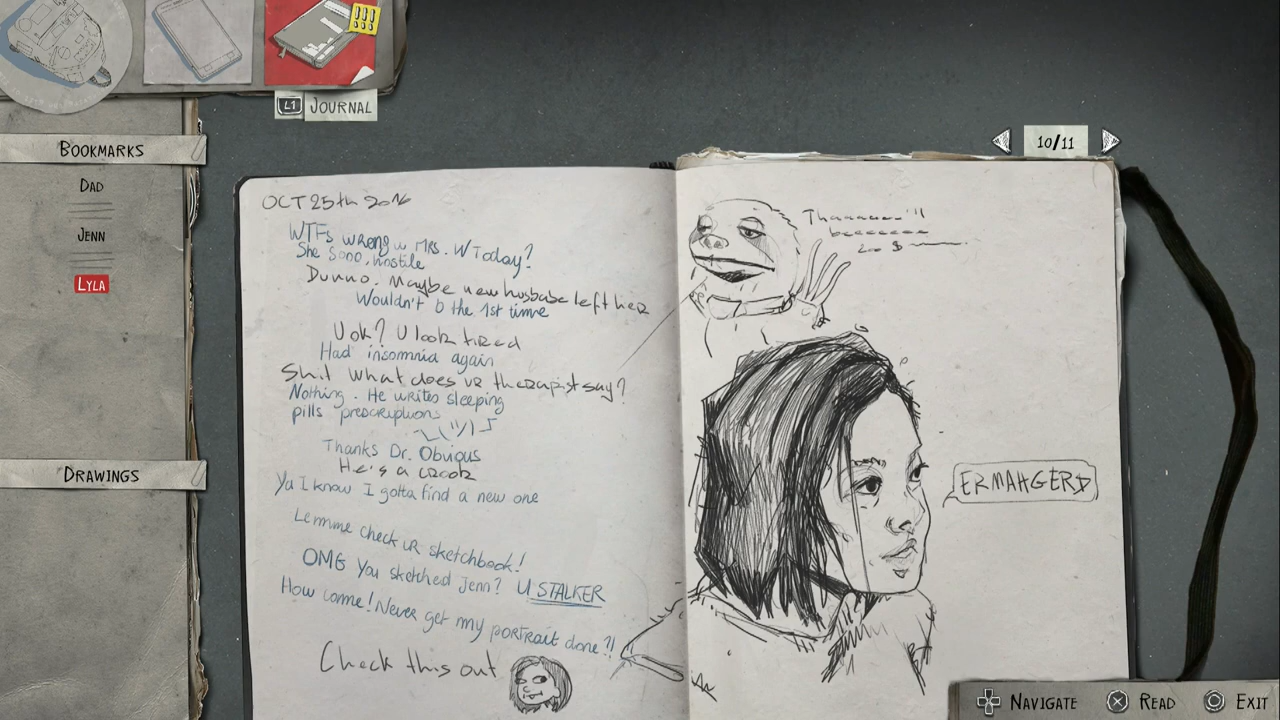 L1 JOURNAL
BOOKMARKS
DAD
JENN
LYLA
DRAWINGS
10/11
OCT 25th 2016
WTFs wrong w MRS. W Today?
She sooo hostile
Dunno. Maybe new husbabe left her
Wouldn't b the 1st time
U ok? U look tired
Had insomnia again
Shit what does ur therapist say?
Nothing. He writes sleeping
pills prescriptions
Thanks Dr. Obvious
He's a crook
Ya I know I gotta find a new one
Lemme check UR sketchbook!
OMG You sketched Jenn? U STALKER
How come! Never get my portrait done?!
Check this out
ERMAHGERD
NAVIGATE
READ
EXIT